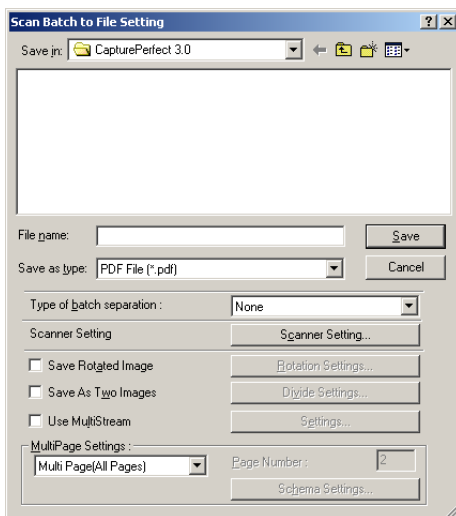 Scan Batch to File Setting
Save in: CapturePerfect 3.0
File name: Save
Save as type: PDF File (*.pdf) Cancel
Type of batch separation : None
Scanner Setting Scanner Setting...
Save Rotated Image Rotation Settings...
Save As Two Images Divide Settings...
Use MultiStream Settings...
MultiPage Settings :
Multi Page(All Pages) Page Number : 2
Schema Settings...